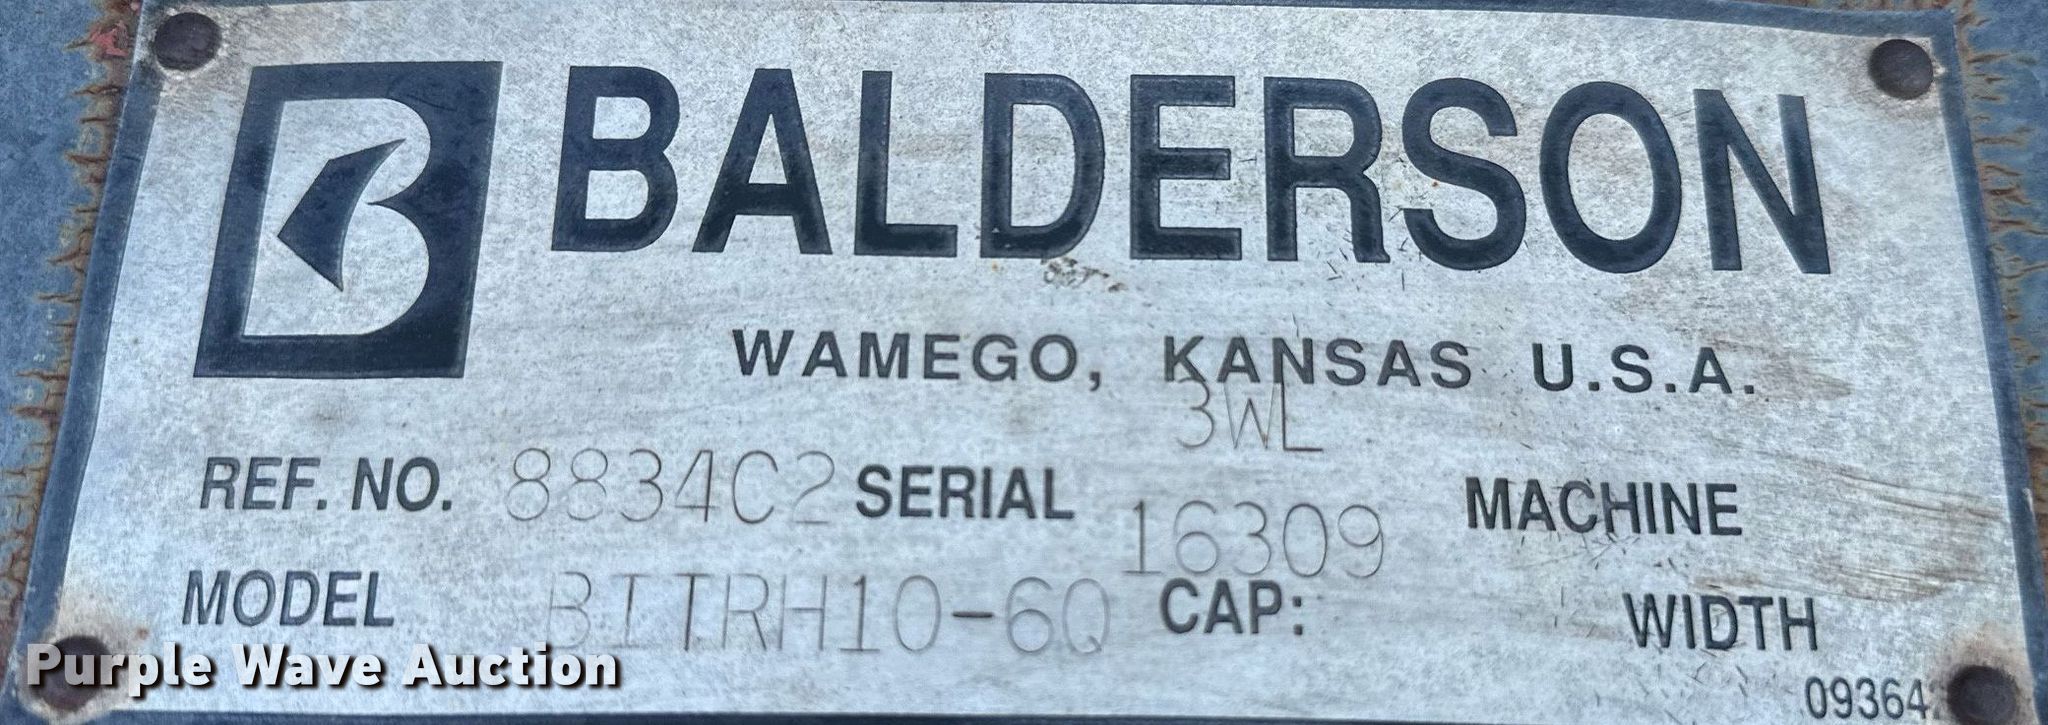 B BALDERSON
WAMEGO, KANSAS U.S.A.
3WL
REF. NO. 8834C2 SERIAL 16309 MACHINE
MODEL BITRH10-60 CAP: WIDTH
09364
Purple Wave Auction